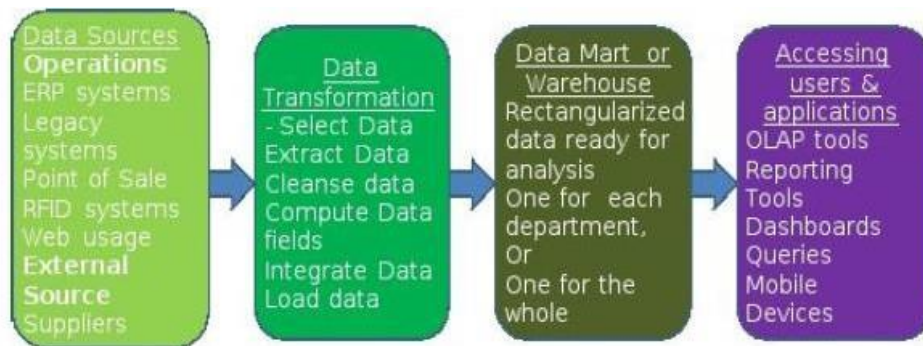 Data Sources
Operations
ERP systems
Legacy
systems
Point of Sale
RFID systems
Web usage
External
Source
Suppliers
Data
Transformation
- Select Data
Extract Data
Cleanse data
Compute Data
fields
Integrate Data
Load data
Data Mart or
Warehouse
Rectangularized
data ready for
analysis
One for each
department,
Or
One for the
whole
Accessing
users &
applications
OLAP tools
Reporting
Tools
Dashboards
Queries
Mobile
Devices